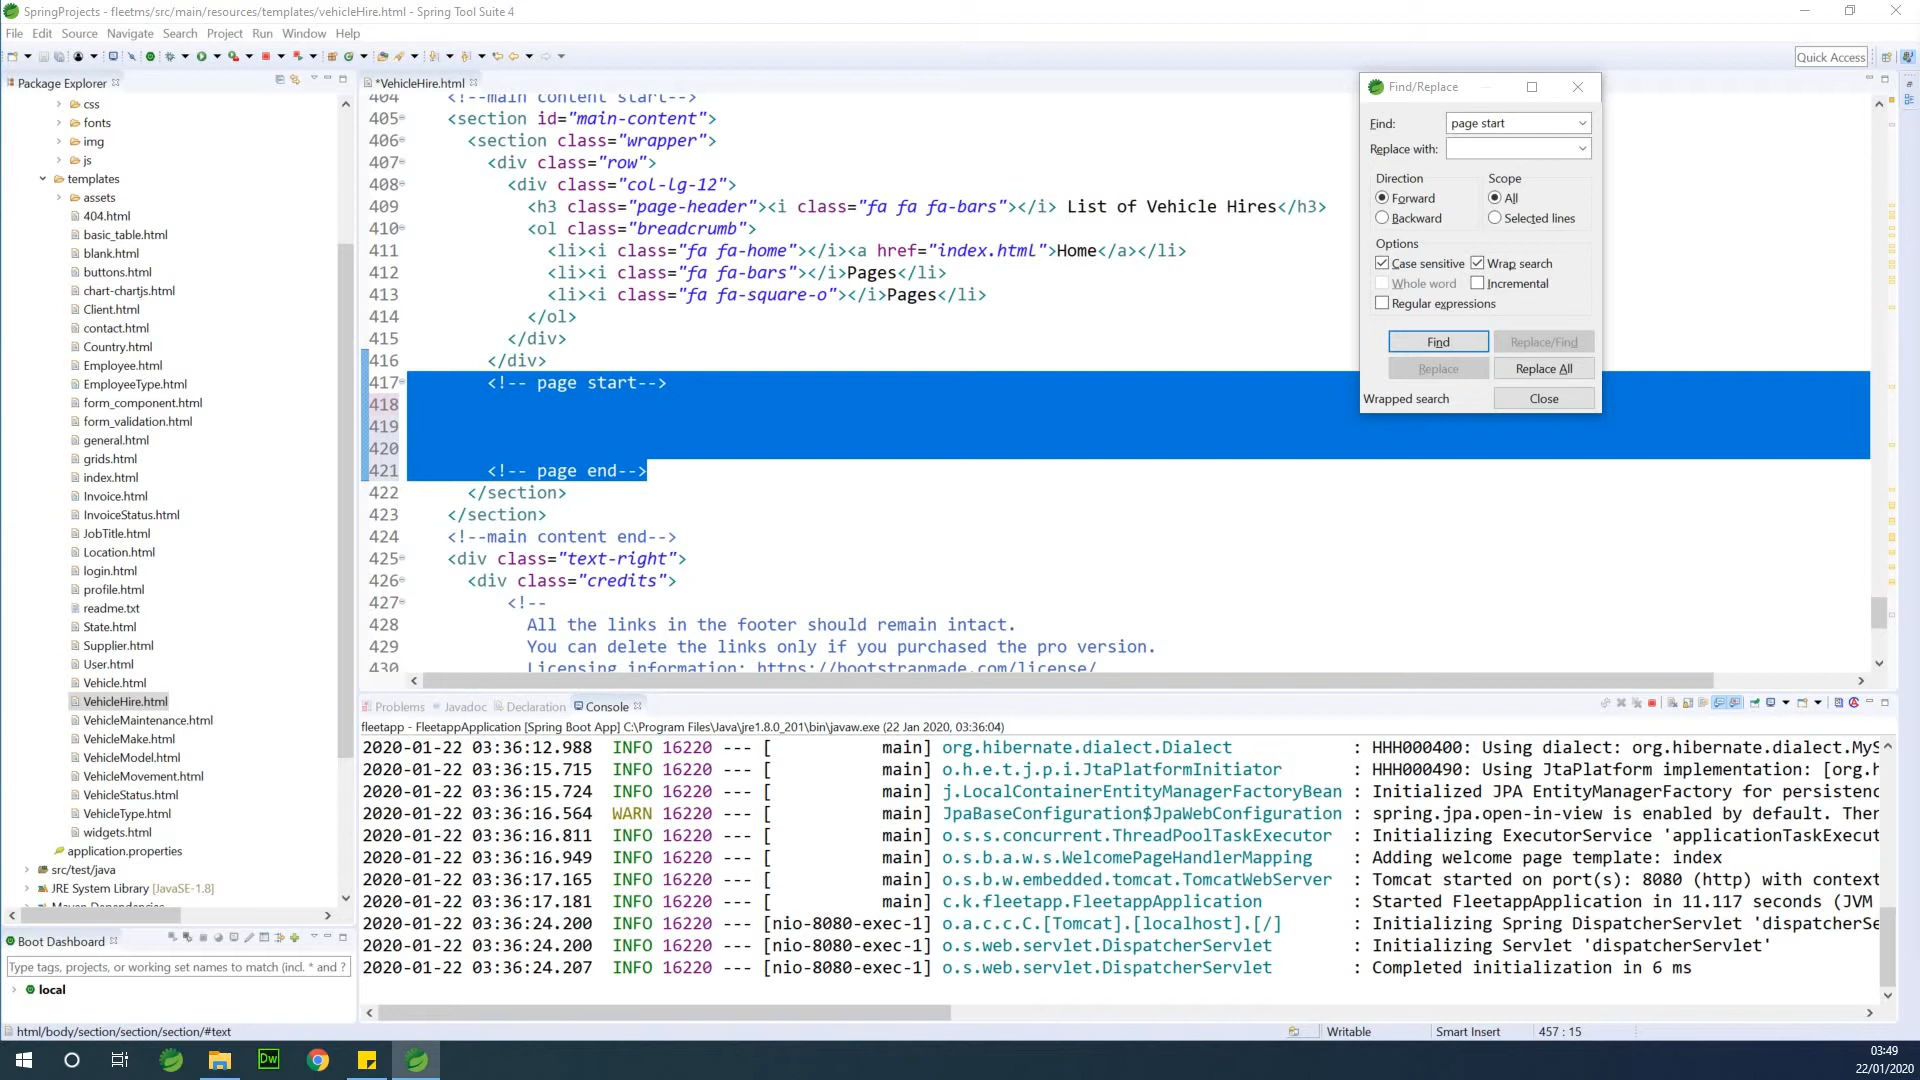 SpringProjects - fleetms/src/main/resources/templates/vehicleHire.html - Spring Tool Suite 4
File Edit Source Navigate Search Project Run Window Help
Quick Access
Package Explorer
css
fonts
img
js
templates
assets
404.html
basic_table.html
blank.html
buttons.html
chart-chartjs.html
Client.html
contact.html
Country.html
Employee.html
EmployeeType.html
form_component.html
form_validation.html
general.html
grids.html
index.html
Invoice.html
InvoiceStatus.html
JobTitle.html
Location.html
login.html
profile.html
readme.txt
State.html
Supplier.html
User.html
Vehicle.html
VehicleHire.html
VehicleMaintenance.html
VehicleMake.html
VehicleModel.html
VehicleMovement.html
VehicleStatus.html
VehicleType.html
widgets.html
application.properties
src/test/java
JRE System Library [JavaSE-1.8]
Maven Dependencies
Boot Dashboard
Type tags, projects, or working set names to match (incl. * and ?
local
*VehicleHire.html
404 <!--main content start-->
405 <section id="main-content">
406 <section class="wrapper">
407 <div class="row">
408 <div class="col-lg-12">
409 <h3 class="page-header"><i class="fa fa fa-bars"></i> List of Vehicle Hires</h3>
410 <ol class="breadcrumb">
411 <li><i class="fa fa-home"></i><a href="index.html">Home</a></li>
412 <li><i class="fa fa-bars"></i>Pages</li>
413 <li><i class="fa fa-square-o"></i>Pages</li>
414 </ol>
415 </div>
416 </div>
417 <!-- page start-->
418
419
420
421 <!-- page end-->
422 </section>
423 </section>
424 <!--main content end-->
425 <div class="text-right">
426 <div class="credits">
427 <!--
428 All the links in the footer should remain intact.
429 You can delete the links only if you purchased the pro version.
430 Licensing information: https://bootstrapmade.com/license/
Find/Replace
Find: page start
Replace with:
Direction Scope
Forward All
Backward Selected lines
Options
Case sensitive Wrap search
Whole word Incremental
Regular expressions
Find Replace/Find
Replace Replace All
Wrapped search Close
Problems Javadoc Declaration Console
fleetapp - FleetappApplication [Spring Boot App] C:\Program Files\Java\jre1.8.0_201\bin\javaw.exe (22 Jan 2020, 03:36:04)
2020-01-22 03:36:12.988 INFO 16220 --- [ main] org.hibernate.dialect.Dialect : HHH000400: Using dialect: org.hibernate.dialect.MyS
2020-01-22 03:36:15.715 INFO 16220 --- [ main] o.h.e.t.j.p.i.JtaPlatformInitiator : HHH000490: Using JtaPlatform implementation: [org.h
2020-01-22 03:36:15.724 INFO 16220 --- [ main] j.LocalContainerEntityManagerFactoryBean : Initialized JPA EntityManagerFactory for persistenc
2020-01-22 03:36:16.564 WARN 16220 --- [ main] JpaBaseConfiguration$JpaWebConfiguration : spring.jpa.open-in-view is enabled by default. Ther
2020-01-22 03:36:16.811 INFO 16220 --- [ main] o.s.s.concurrent.ThreadPoolTaskExecutor : Initializing ExecutorService 'applicationTaskExecut
2020-01-22 03:36:16.949 INFO 16220 --- [ main] o.s.b.a.w.s.WelcomePageHandlerMapping : Adding welcome page template: index
2020-01-22 03:36:17.165 INFO 16220 --- [ main] o.s.b.w.embedded.tomcat.TomcatWebServer : Tomcat started on port(s): 8080 (http) with context
2020-01-22 03:36:17.181 INFO 16220 --- [ main] c.k.fleetapp.FleetappApplication : Started FleetappApplication in 11.117 seconds (JVM
2020-01-22 03:36:24.200 INFO 16220 --- [nio-8080-exec-1] o.a.c.c.C.[Tomcat].[localhost].[/] : Initializing Spring DispatcherServlet 'dispatcherSe
2020-01-22 03:36:24.200 INFO 16220 --- [nio-8080-exec-1] o.s.web.servlet.DispatcherServlet : Initializing Servlet 'dispatcherServlet'
2020-01-22 03:36:24.207 INFO 16220 --- [nio-8080-exec-1] o.s.web.servlet.DispatcherServlet : Completed initialization in 6 ms
html/body/section/section/section/#text Writable Smart Insert 457 : 15
Dw
03:49
22/01/2020